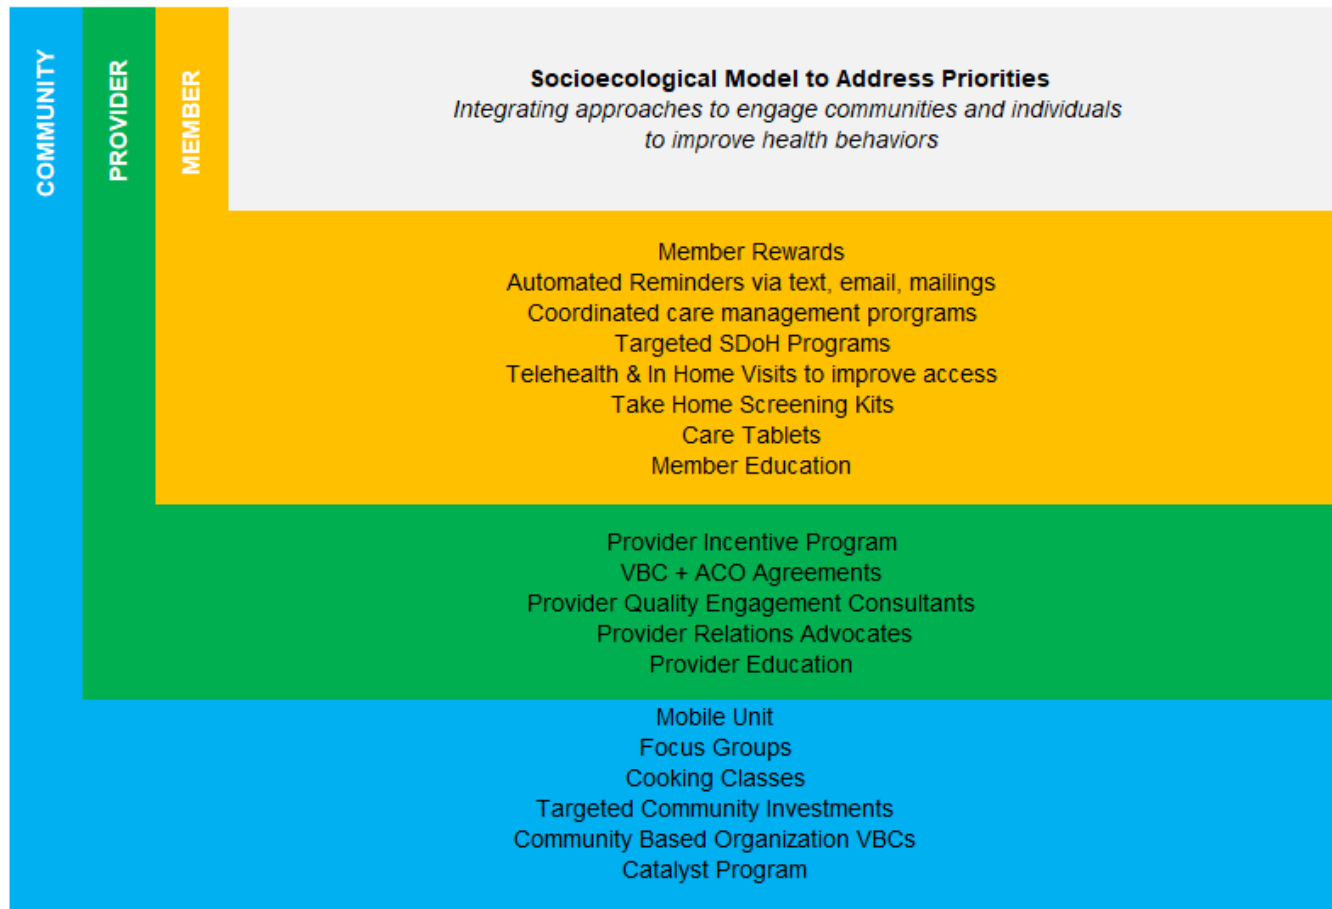 COMMUNITY
PROVIDER
MEMBER
Socioecological Model to Address Priorities
Integrating approaches to engage communities and individuals
to improve health behaviors
Member Rewards
Automated Reminders via text, email, mailings
Coordinated care management prorgrams
Targeted SDoH Programs
Telehealth & In Home Visits to improve access
Take Home Screening Kits
Care Tablets
Member Education
Provider Incentive Program
VBC + ACO Agreements
Provider Quality Engagement Consultants
Provider Relations Advocates
Provider Education
Mobile Unit
Focus Groups
Cooking Classes
Targeted Community Investments
Community Based Organization VBCs
Catalyst Program